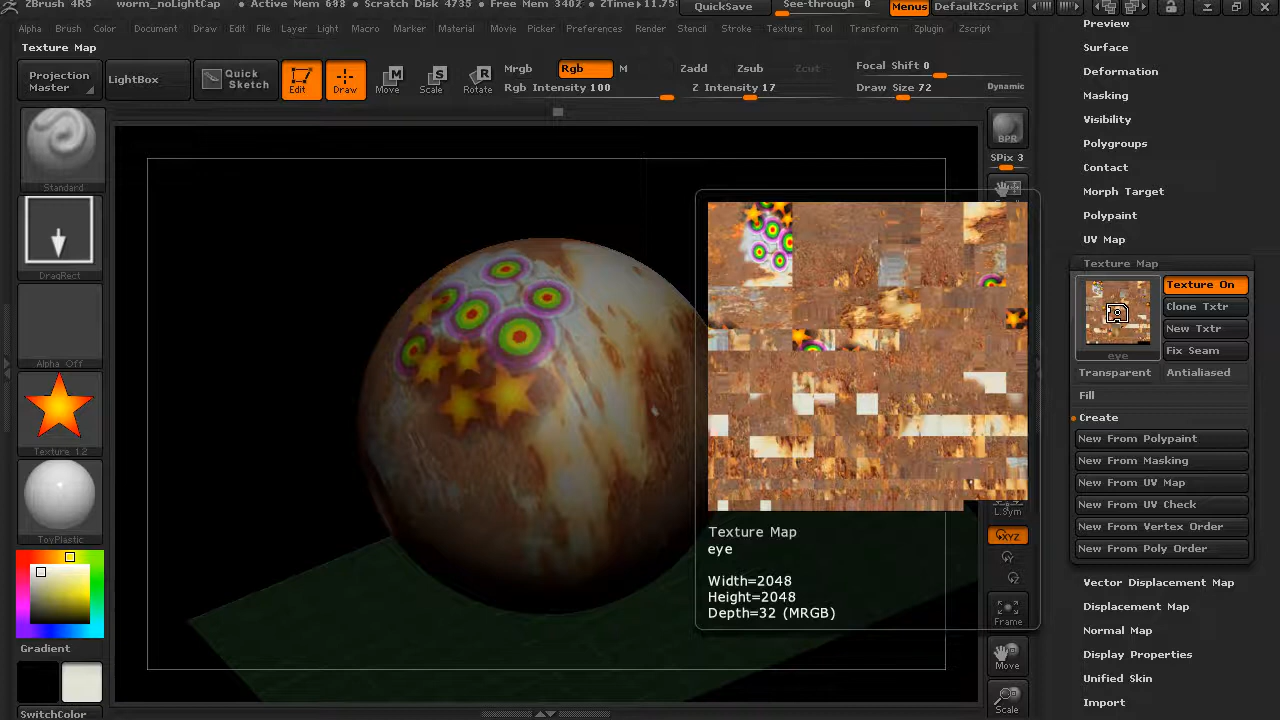 ZBrush 4R5 worm_noLightCap • Active Mem 698 • Scratch Disk 4735 • Free Mem 3402 • ZTime▸11.75 QuickSave See-through 0 Menus DefaultZScript
Alpha Brush Color Document Draw Edit File Layer Light Macro Marker Material Movie Picker Preferences Render Stencil Stroke Texture Tool Transform Zplugin Zscript
Texture Map
Projection Master
LightBox
Quick Sketch
Edit
Draw
Move
Scale
Rotate
Mrgb Rgb M
Rgb Intensity 100
Zadd Zsub Zcut
Z Intensity 17
Focal Shift 0
Draw Size 72
Dynamic
Standard
DragRect
Alpha Off
Texture 12
ToyPlastic
Gradient
SwitchColor
BPR
SPix 3
L.Sym
XYZ
Y
Z
Frame
Move
Scale
Texture Map
eye
Width=2048
Height=2048
Depth=32 (MRGB)
Preview
Surface
Deformation
Masking
Visibility
Polygroups
Contact
Morph Target
Polypaint
UV Map
Texture Map
eye
Texture On
Clone Txtr
New Txtr
Fix Seam
Transparent Antialiased
Fill
Create
New From Polypaint
New From Masking
New From UV Map
New From UV Check
New From Vertex Order
New From Poly Order
Vector Displacement Map
Displacement Map
Normal Map
Display Properties
Unified Skin
Import